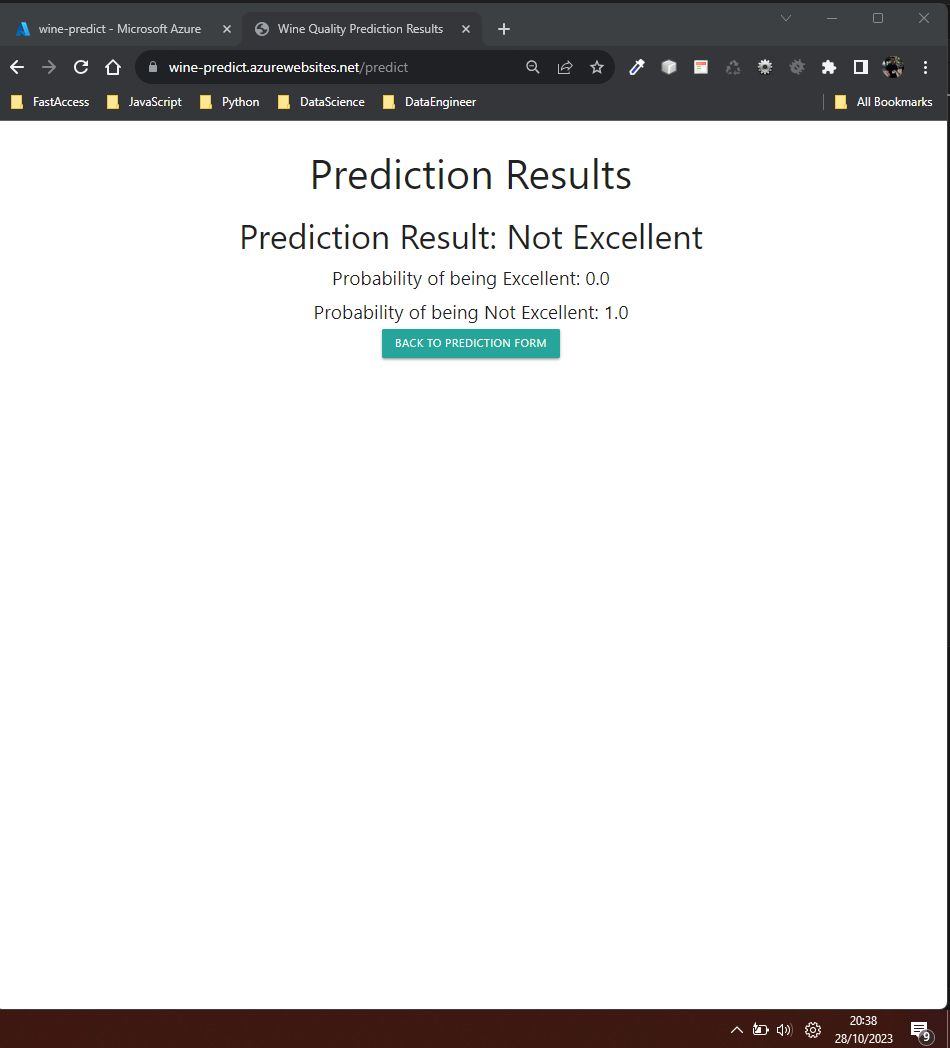 wine-predict - Microsoft Azure
Wine Quality Prediction Results
wine-predict.azurewebsites.net/predict
FastAccess
JavaScript
Python
DataScience
DataEngineer
All Bookmarks
Prediction Results
Prediction Result: Not Excellent
Probability of being Excellent: 0.0
Probability of being Not Excellent: 1.0
BACK TO PREDICTION FORM
20:38
28/10/2023
9